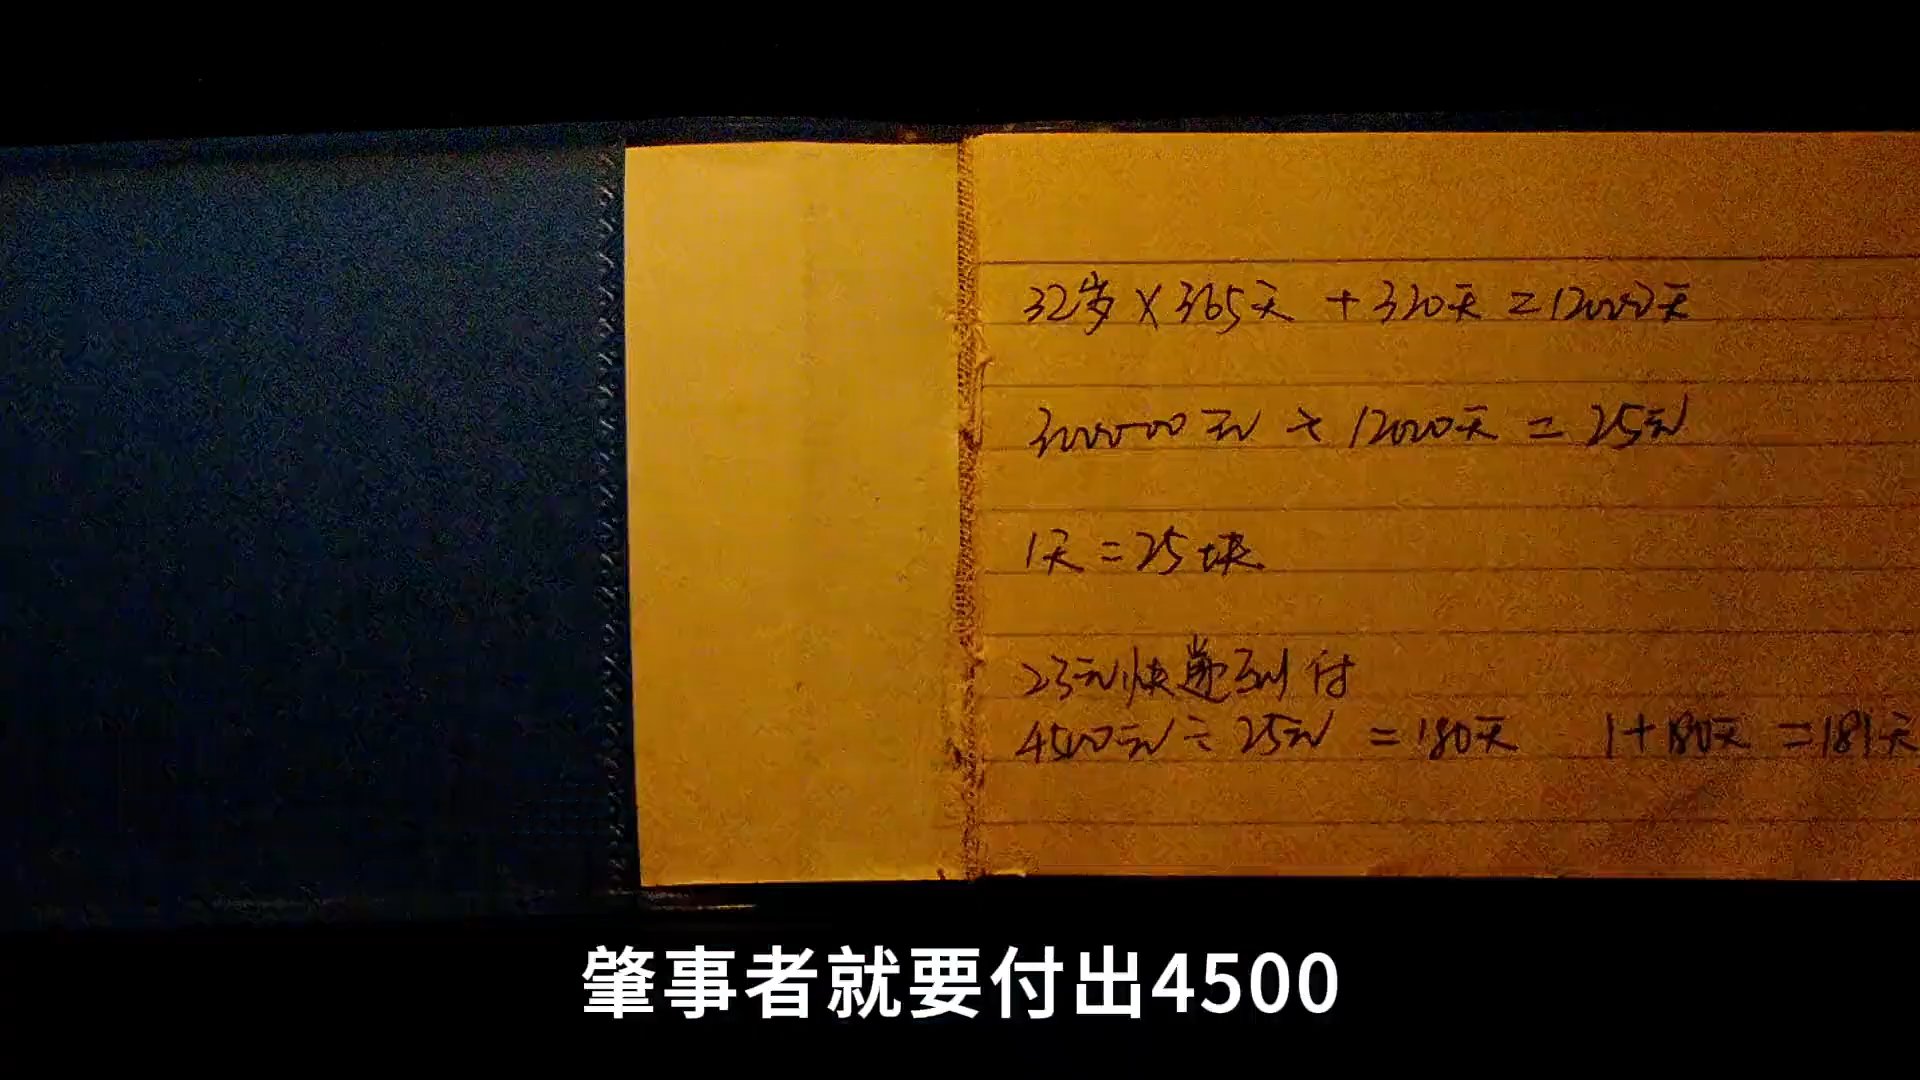 32岁×365天+320天=12000天
300000元÷12000天=25元
1天=25块
23元快递到付
4500元÷25元=180天 1+180天=181天
肇事者就要付出4500